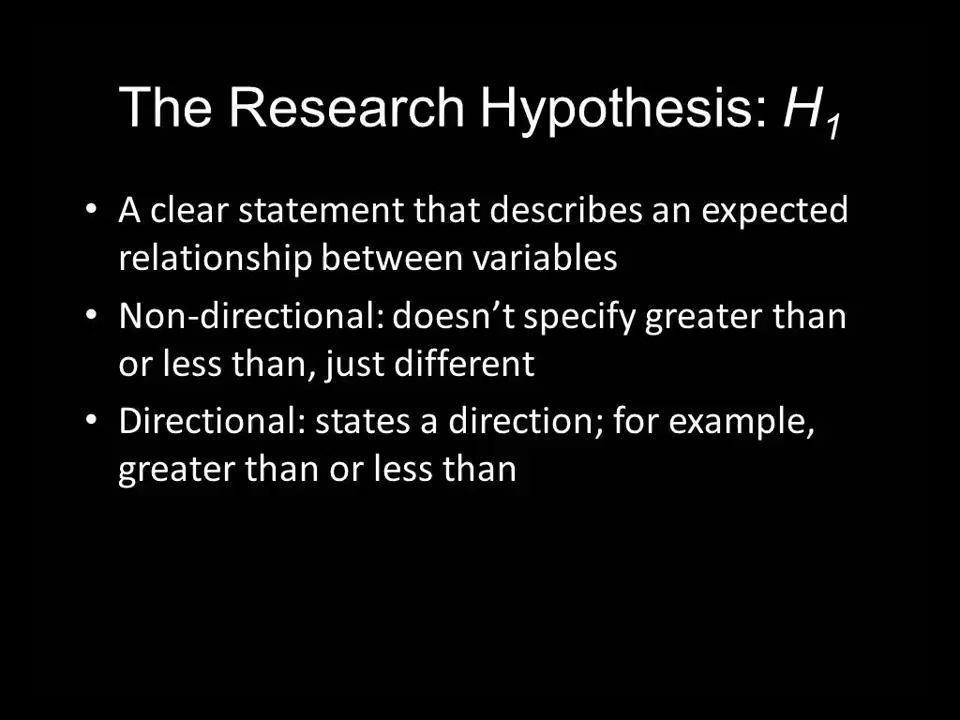 The Research Hypothesis: H1
• A clear statement that describes an expected
relationship between variables
• Non-directional: doesn’t specify greater than
or less than, just different
• Directional: states a direction; for example,
greater than or less than